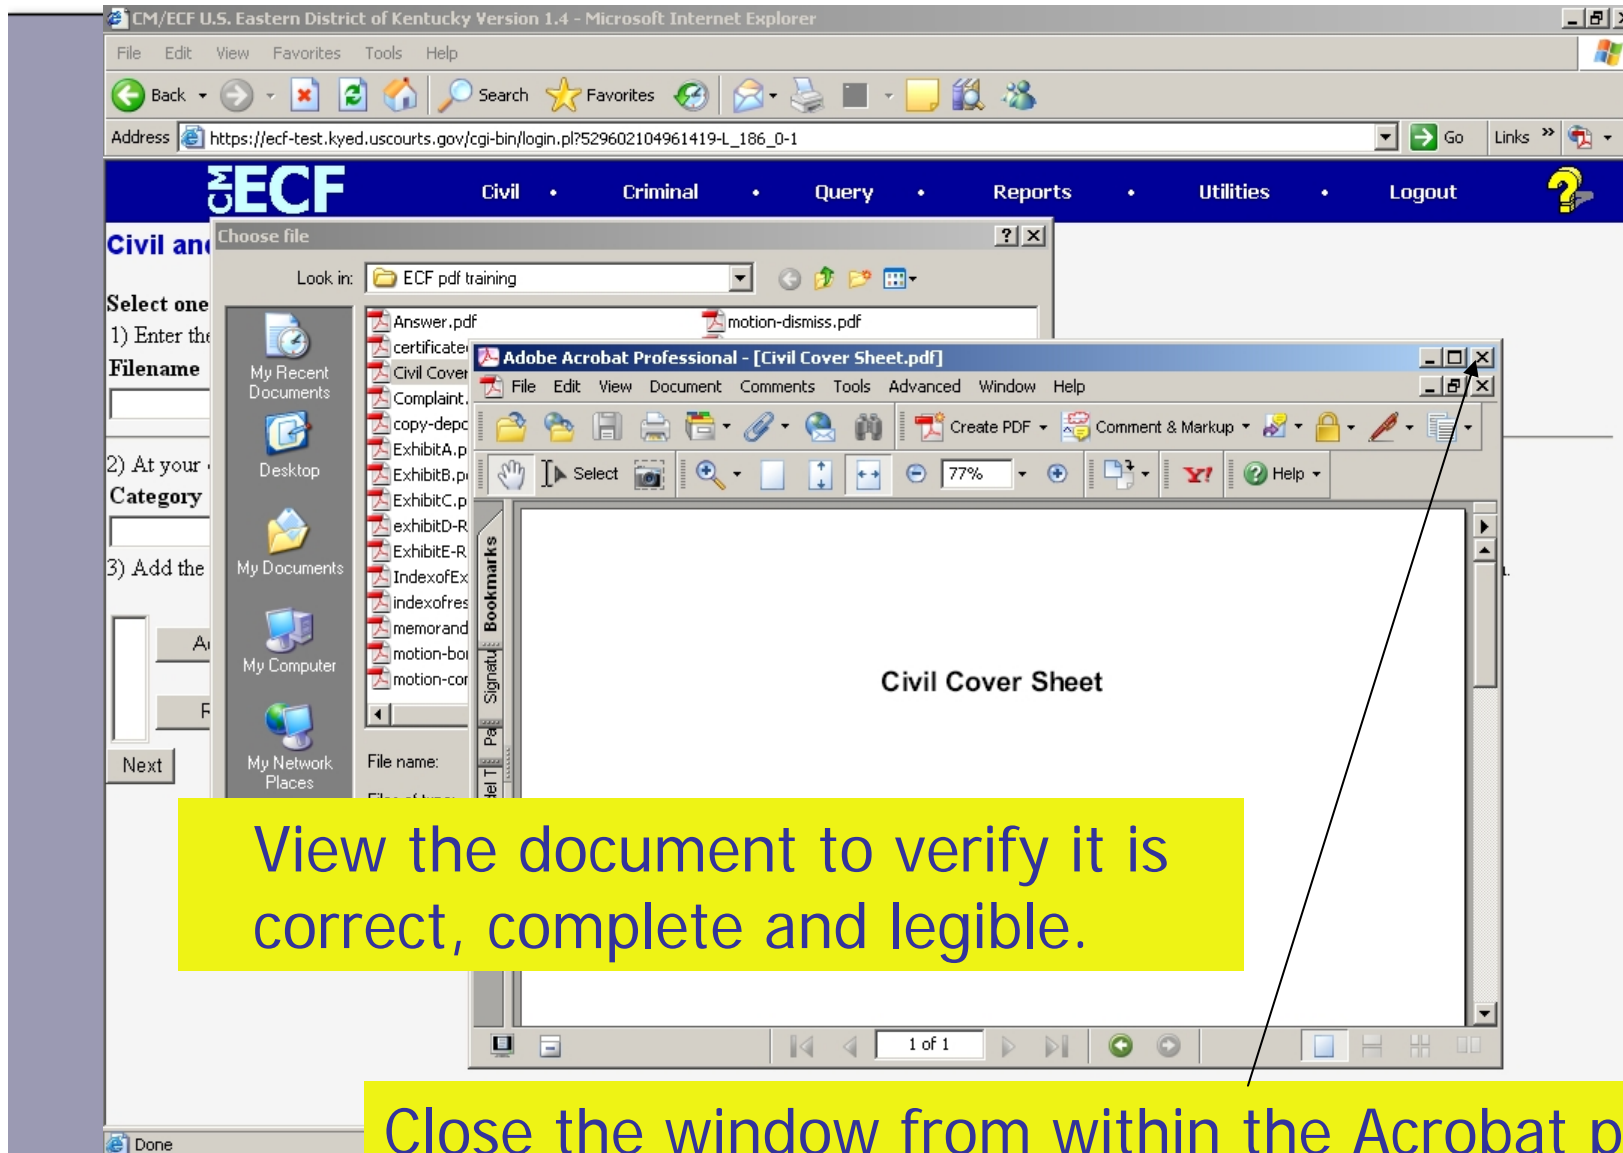 CM/ECF U.S. Eastern District of Kentucky Version 1.4 - Microsoft Internet Explorer
File Edit View Favorites Tools Help
Back Search Favorites
Address https://ecf-test.kyed.uscourts.gov/cgi-bin/login.pl?529602104961419-L_186_0-1 Go Links »
CM ECF Civil • Criminal • Query • Reports • Utilities • Logout ?
Civil and
Choose file
Look in: ECF pdf training
Select one
1) Enter the
Filename
2) At your
Category
3) Add the
Next
My Recent Documents
Desktop
My Documents
My Computer
My Network Places
Answer.pdf motion-dismiss.pdf
certificate
Civil Cover
Complaint.
copy-depo
ExhibitA.p
ExhibitB.p
ExhibitC.p
exhibitD-R
ExhibitE-R
IndexofEx
indexofres
memorand
motion-bo
motion-cor
File name:
Adobe Acrobat Professional - [Civil Cover Sheet.pdf]
File Edit View Document Comments Tools Advanced Window Help
Create PDF Comment & Markup
Select 77% Y! Help
Bookmarks
Signatu
Pa
del T
Civil Cover Sheet
1 of 1
View the document to verify it is
correct, complete and legible.
Close the window from within the Acrobat p
Done